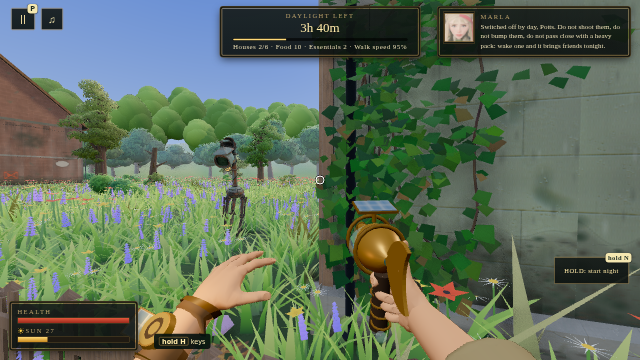 P
DAYLIGHT LEFT
3h 40m
Houses 2/6 · Food 10 · Essentials 2 · Walk speed 95%
MARLA
Switched off by day, Potts. Do not shoot them, do
not bump them, do not pass close with a heavy
pack: wake one and it brings friends tonight.
hold N
HOLD: start night
HEALTH
SUN 27
hold H keys